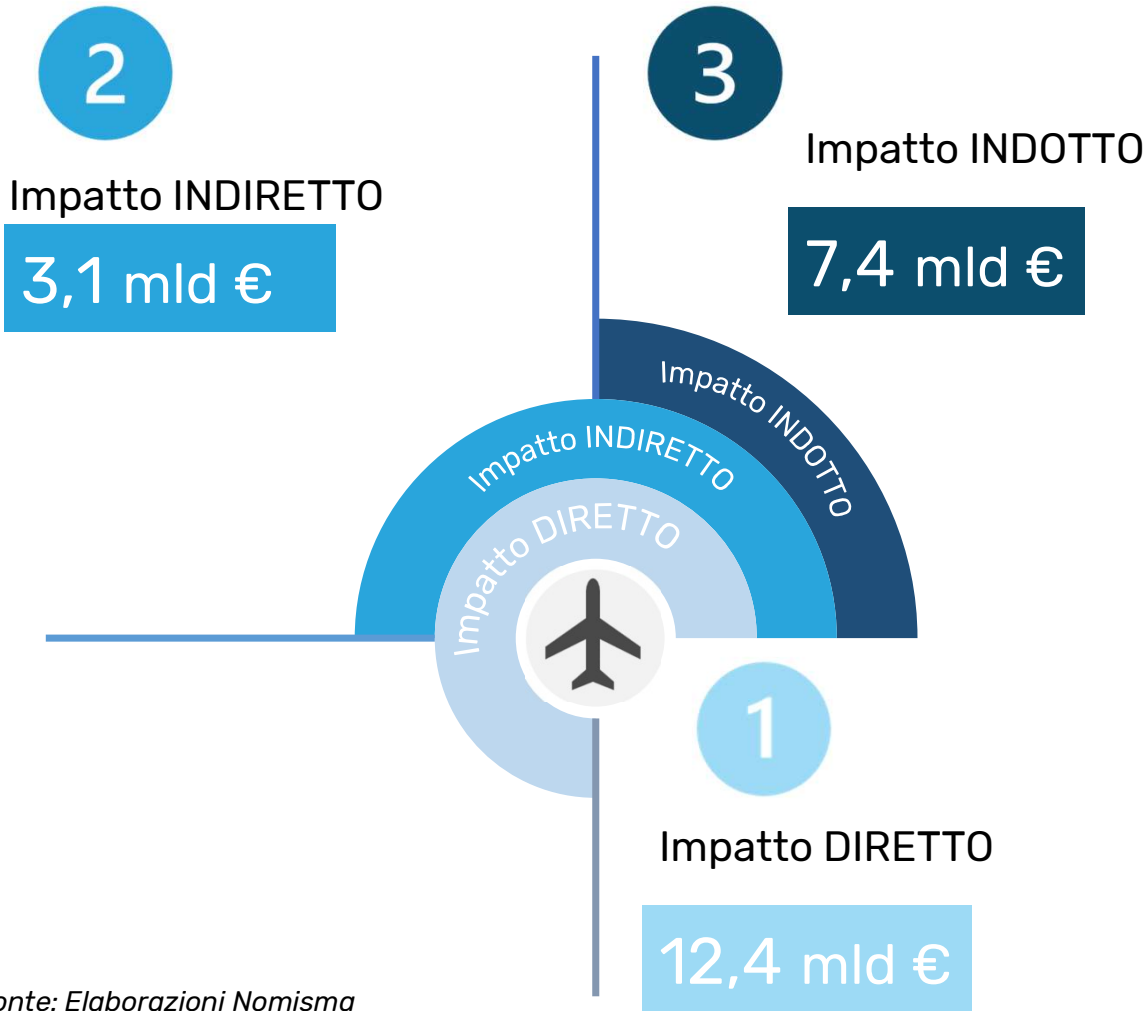 2
Impatto INDIRETTO
3,1 mld €
3
Impatto INDOTTO
7,4 mld €
Impatto INDOTTO
Impatto INDIRETTO
Impatto DIRETTO
1
Impatto DIRETTO
12,4 mld €
onte: Elaborazioni Nomisma